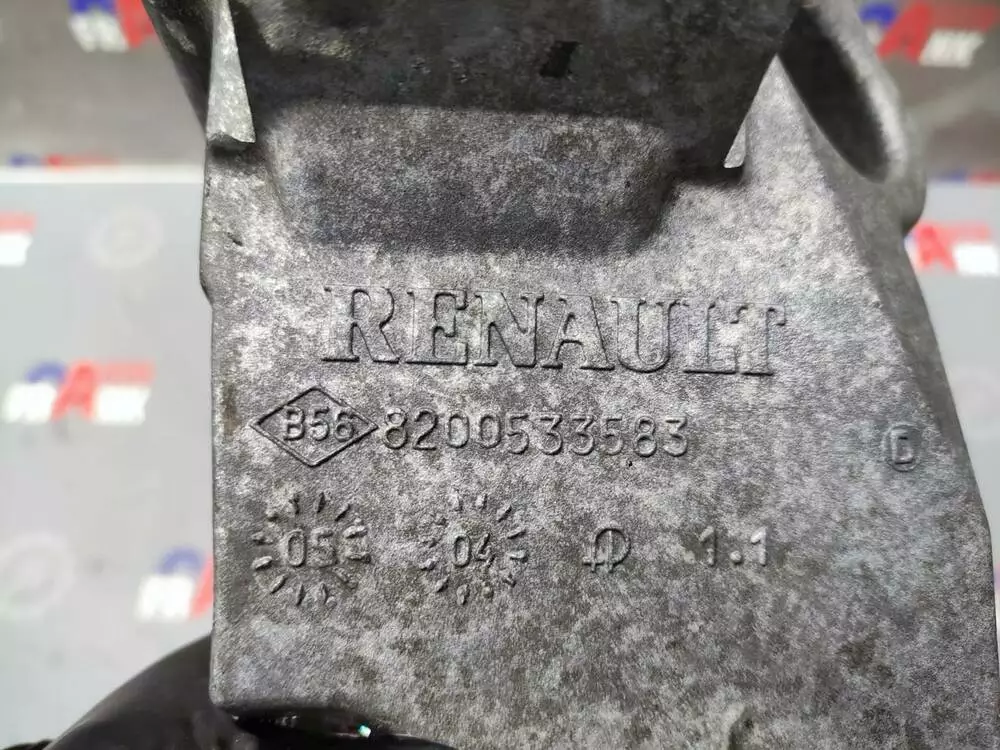 RENAULT
B56 8200533583
D
05 04 1.1